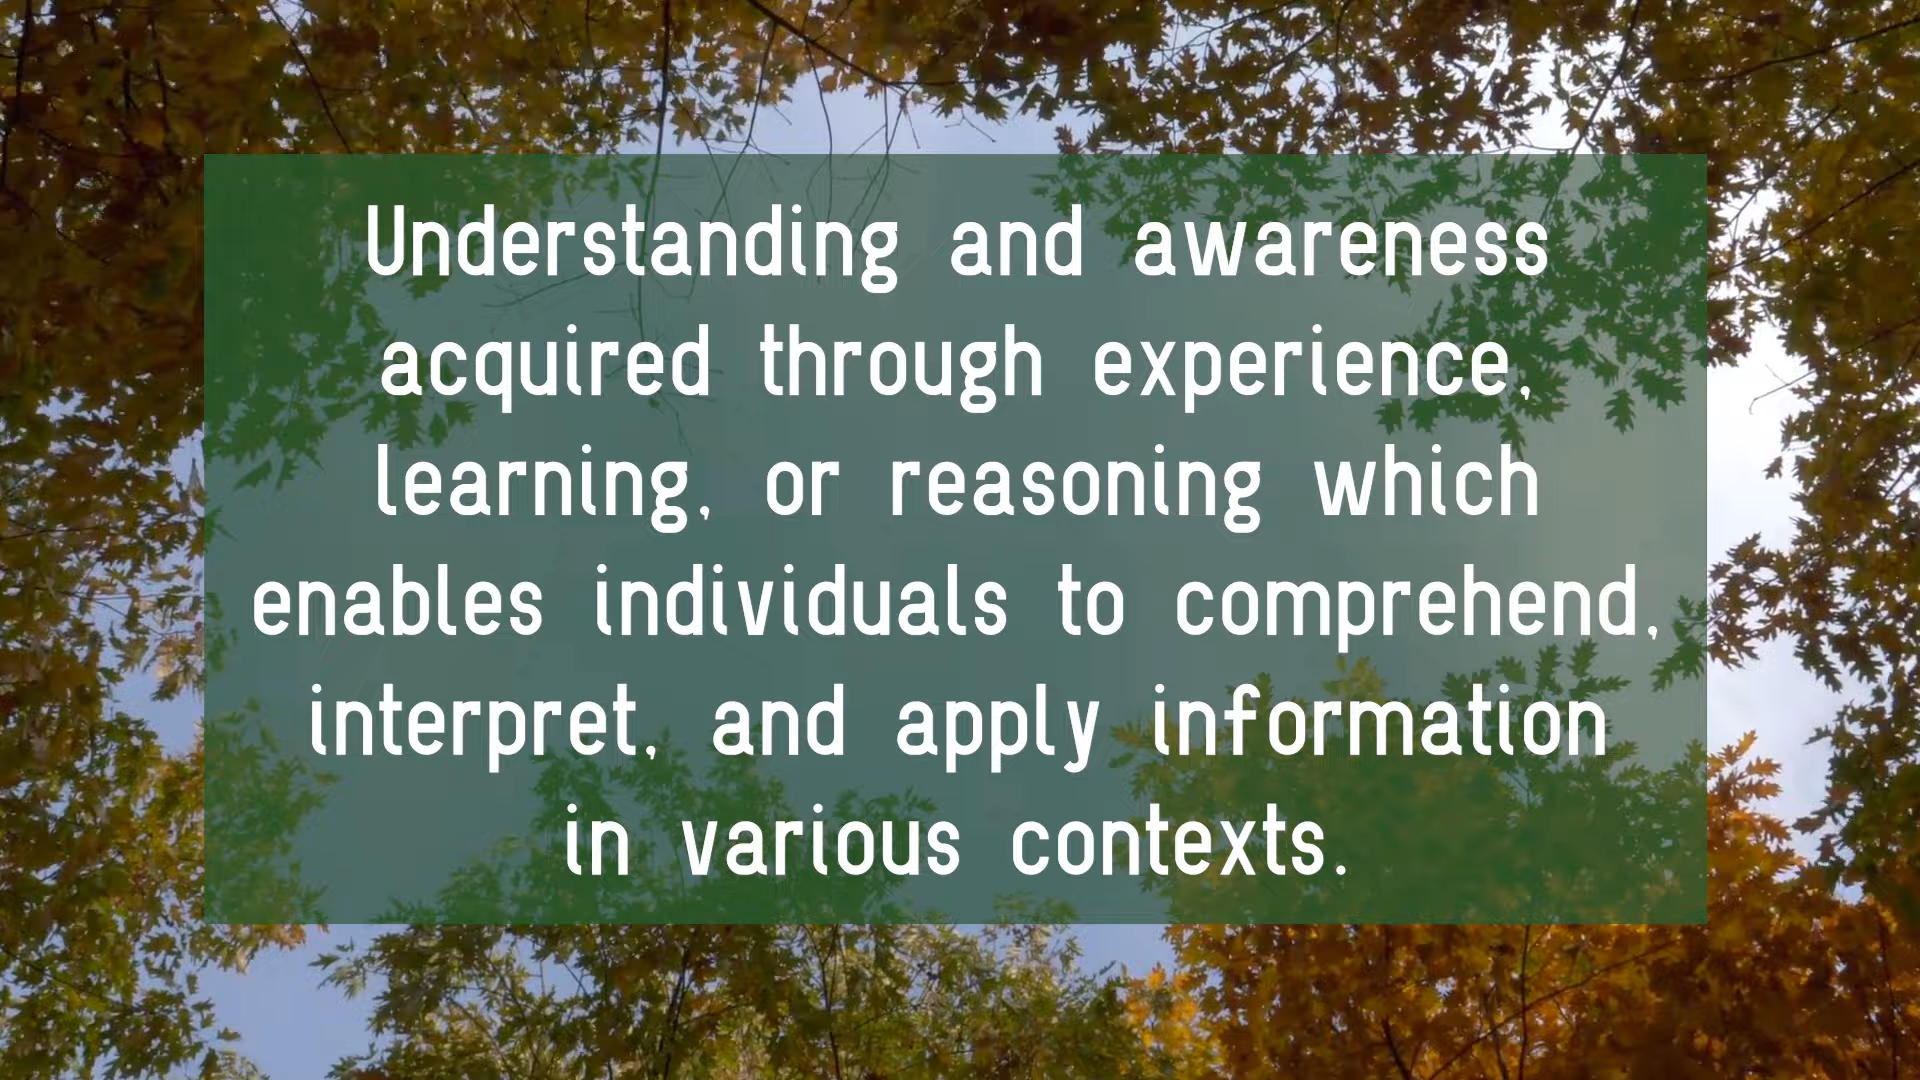 Understanding and awareness
acquired through experience,
learning, or reasoning which
enables individuals to comprehend,
interpret, and apply information
in various contexts.